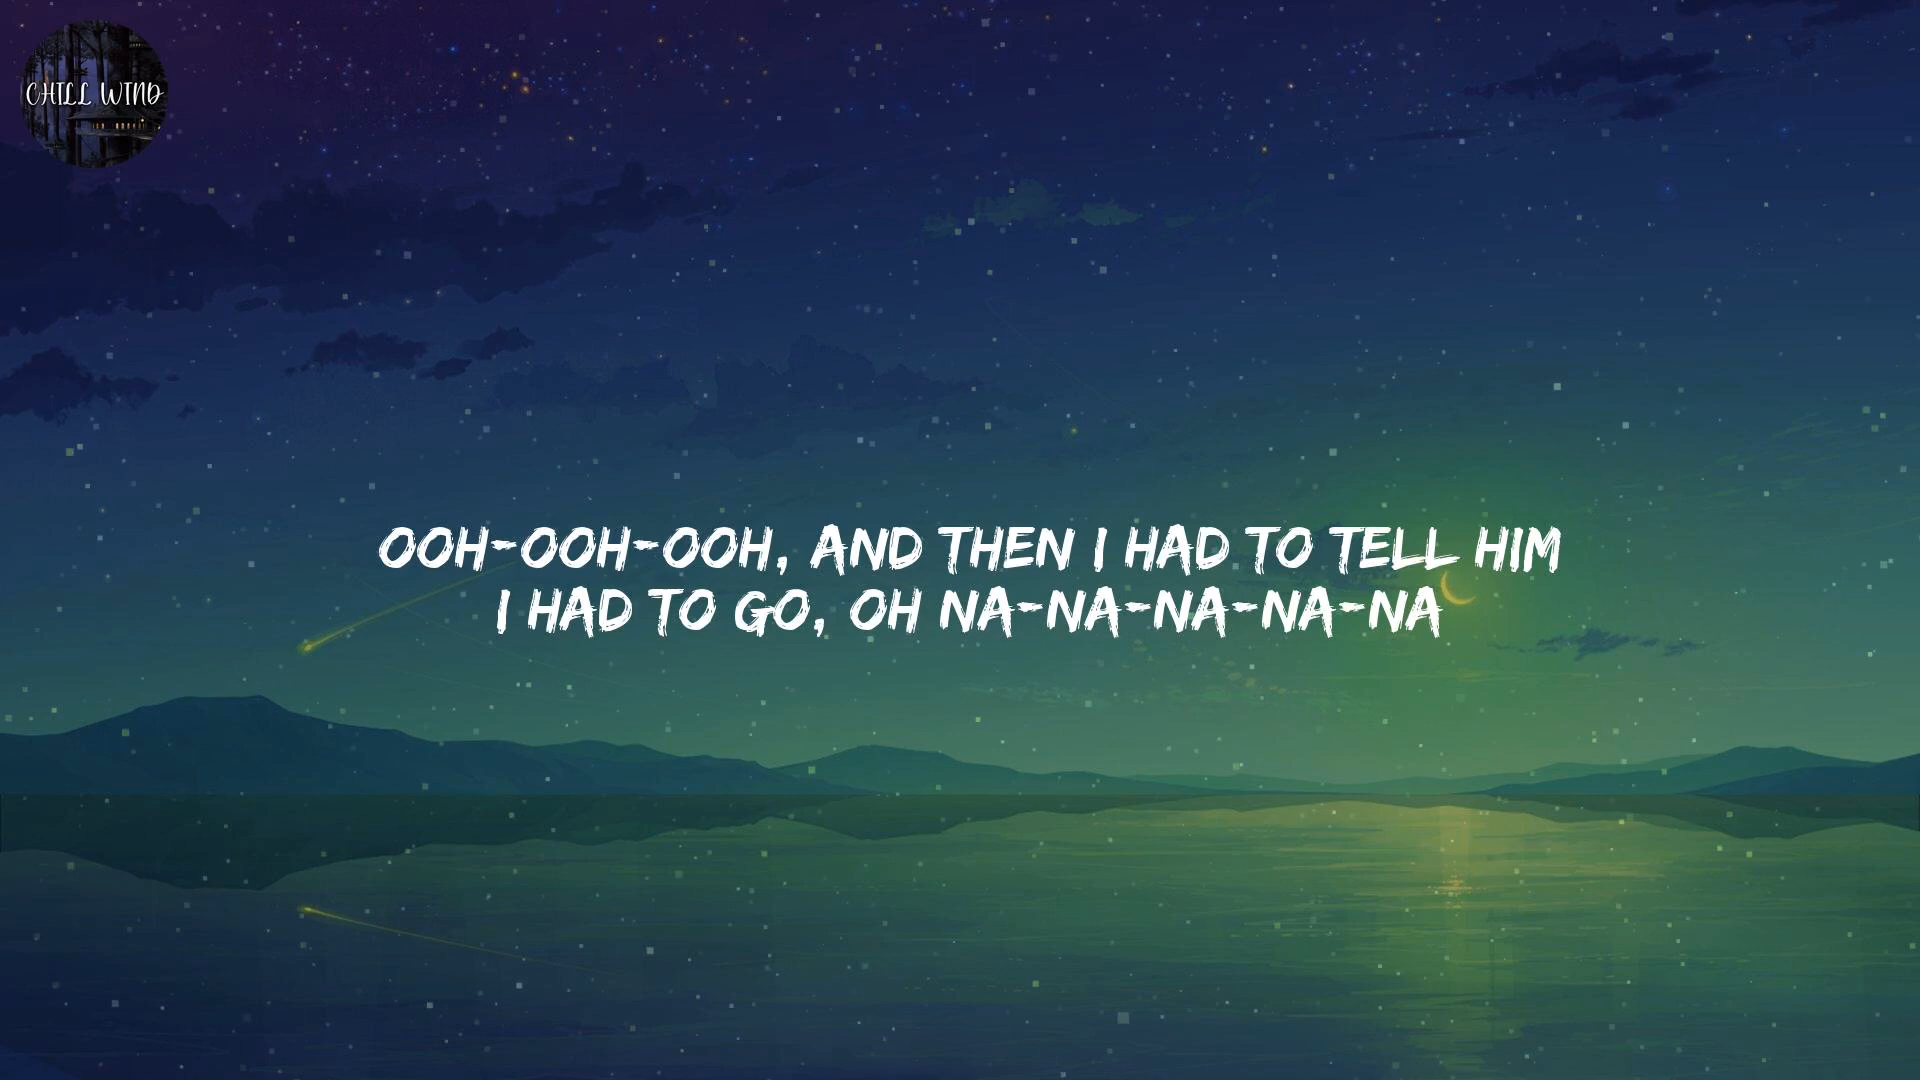 CHILL WIND
OOH-OOH-OOH, AND THEN I HAD TO TELL HIM
I HAD TO GO, OH NA-NA-NA-NA-NA